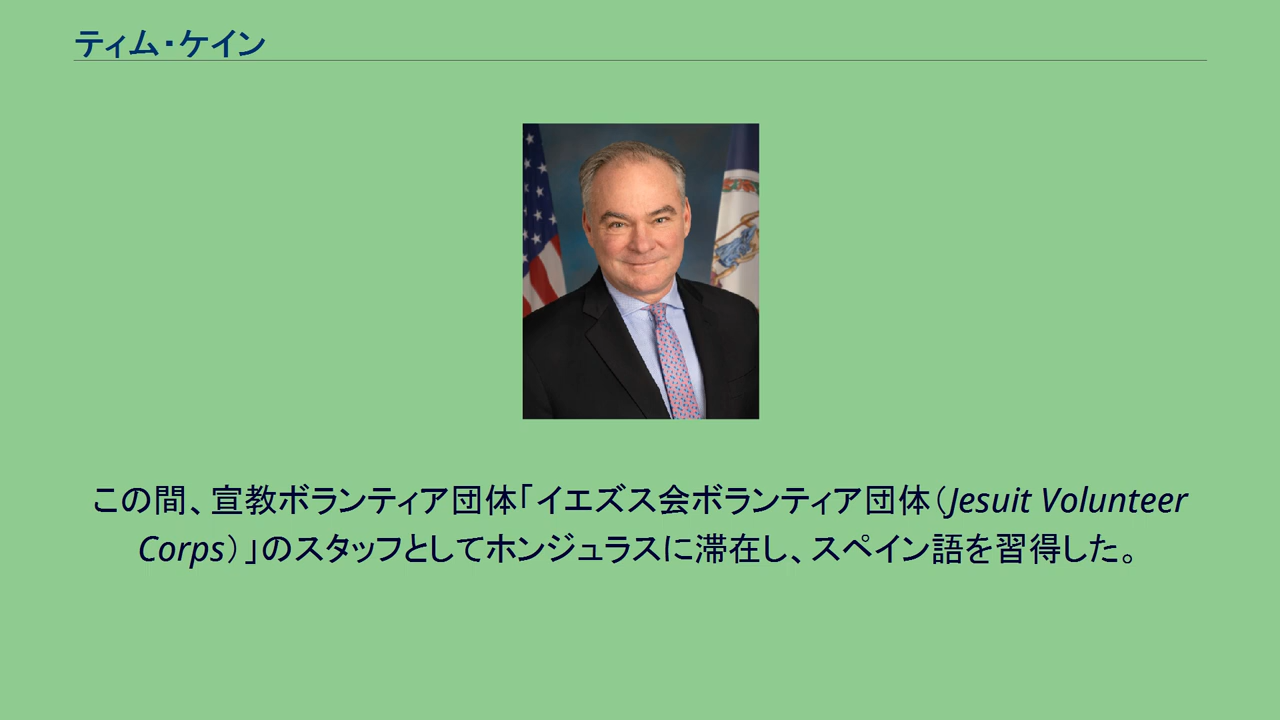 ティム・ケイン
この間、宣教ボランティア団体「イエズス会ボランティア団体（Jesuit Volunteer
Corps）」のスタッフとしてホンジュラスに滞在し、スペイン語を習得した。